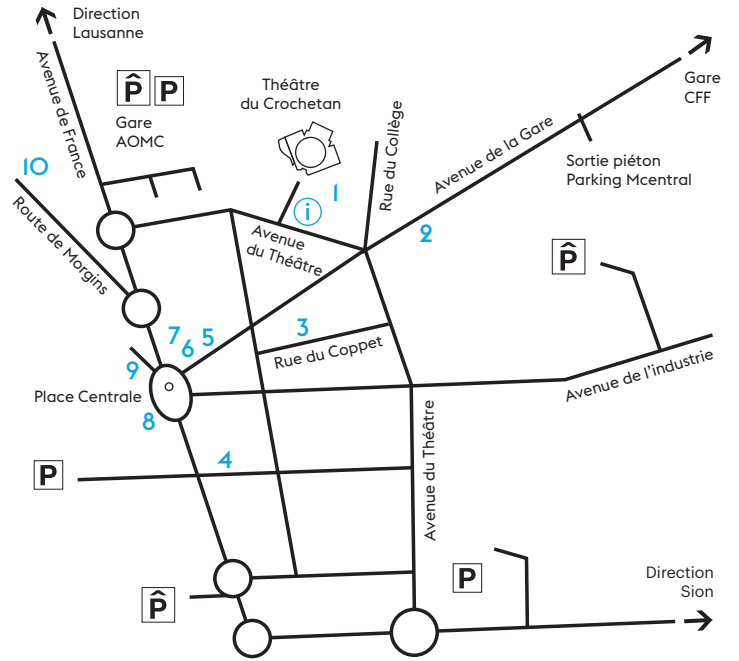 Direction
Lausanne
Avenue de France
P̂ P
Gare
AOMC
Théâtre
du Crochetan
Rue du Collège
Avenue de la Gare
Gare
CFF
Sortie piéton
Parking Mcentral
10
Route de Morgins
1
i
Avenue
du Théâtre
2
P̂
3
Rue du Coppet
7
6
5
9
Place Centrale
8
Avenue de l'industrie
4
P
Avenue du Théâtre
P̂
P
Direction
Sion